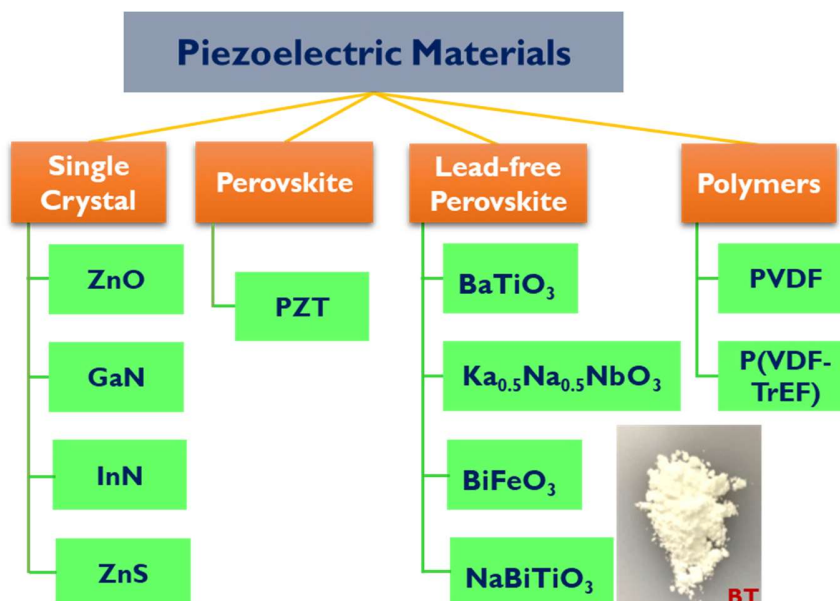 Piezoelectric Materials
Single
Crystal
Perovskite
Lead-free
Perovskite
Polymers
ZnO
GaN
InN
ZnS
PZT
BaTiO₃
Ka₀.₅Na₀.₅NbO₃
BiFeO₃
NaBiTiO₃
PVDF
P(VDF-
TrEF)
BT